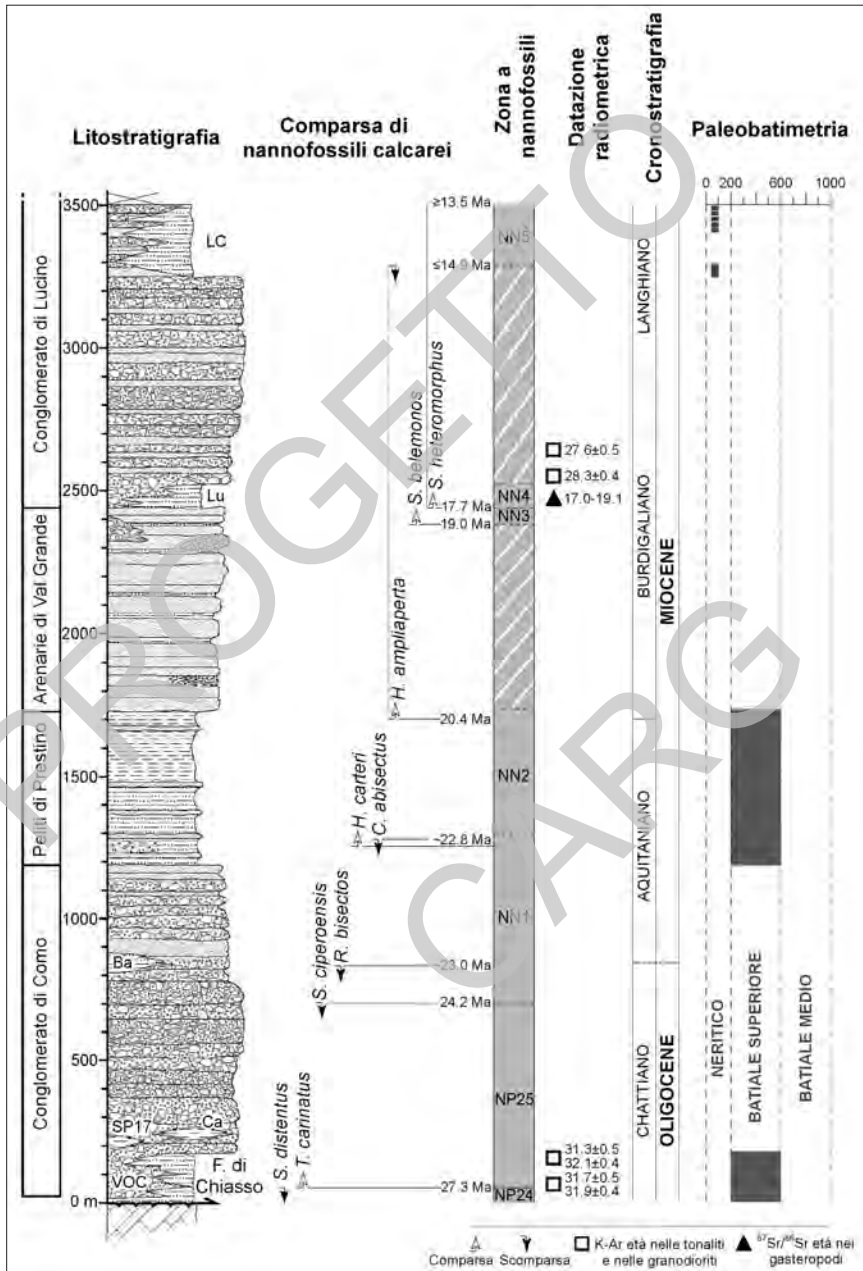 Litostratigrafia
Comparsa di
nannofossili calcarei
Zona a
nannofossili
Datazione
radiometrica
Cronostratigrafia
Paleobatimetria
0 200 600 1000
3500
3000
2500
2000
1500
1000
500
0 m
Conglomerato di Lucino
Arenarie di Val Grande
Peliti di Prestino
Conglomerato di Como
LC
Lu
Ba
SP17
Ca
VOC
F. di
Chiasso
S. belemonos
S. heteromorphus
H. ampliaperta
H. carteri
C. abisectus
S. ciperoensis
R. bisectos
S. distentus
T. carinatus
≥13.5 Ma
≤14.9 Ma
17.7 Ma
19.0 Ma
20.4 Ma
~22.8 Ma
23.0 Ma
24.2 Ma
27.3 Ma
NN5
NN4
NN3
NN2
NN1
NP25
NP24
27.6±0.5
28.3±0.4
17.0-19.1
31.3±0.5
32.1±0.4
31.7±0.5
31.9±0.4
LANGHIANO
BURDIGALIANO
AQUITANIANO
CHATTIANO
MIOCENE
OLIGOCENE
NERITICO
BATIALE SUPERIORE
BATIALE MEDIO
Comparsa
Scomparsa
K-Ar età nelle tonaliti
e nelle granodioriti
87Sr/86Sr età nei
gasteropodi
PROGETTO
CARG